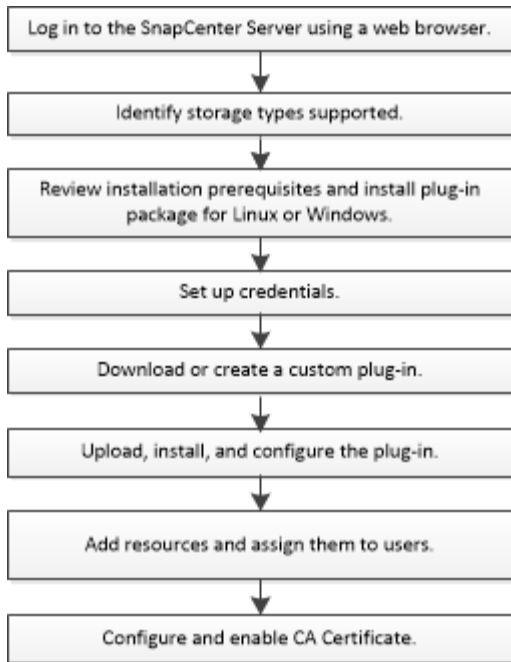 Log in to the SnapCenter Server using a web browser.
Identify storage types supported.
Review installation prerequisites and install plug-in
package for Linux or Windows.
Set up credentials.
Download or create a custom plug-in.
Upload, install, and configure the plug-in.
Add resources and assign them to users.
Configure and enable CA Certificate.